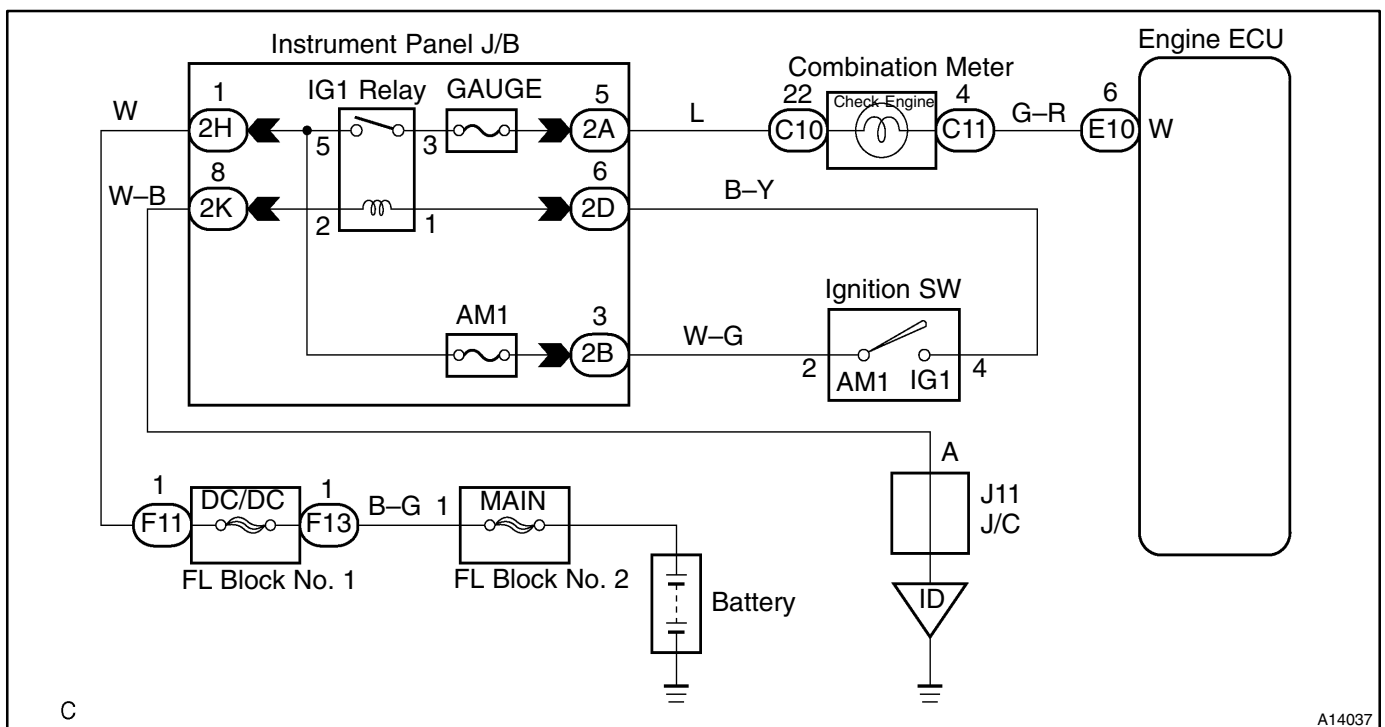 Instrument Panel J/B
Engine ECU
Combination Meter
IG1 Relay
GAUGE
1
5
22
Check Engine
4
6
W
2H
5
3
2A
L
C10
C11
G–R
E10
W
8
6
W–B
2K
2
1
2D
B–Y
Ignition SW
AM1
3
2B
W–G
2
AM1
IG1
4
A
J11
J/C
1
DC/DC
1
F11
F13
B–G
1
MAIN
FL Block No. 1
FL Block No. 2
Battery
ID
C
A14037